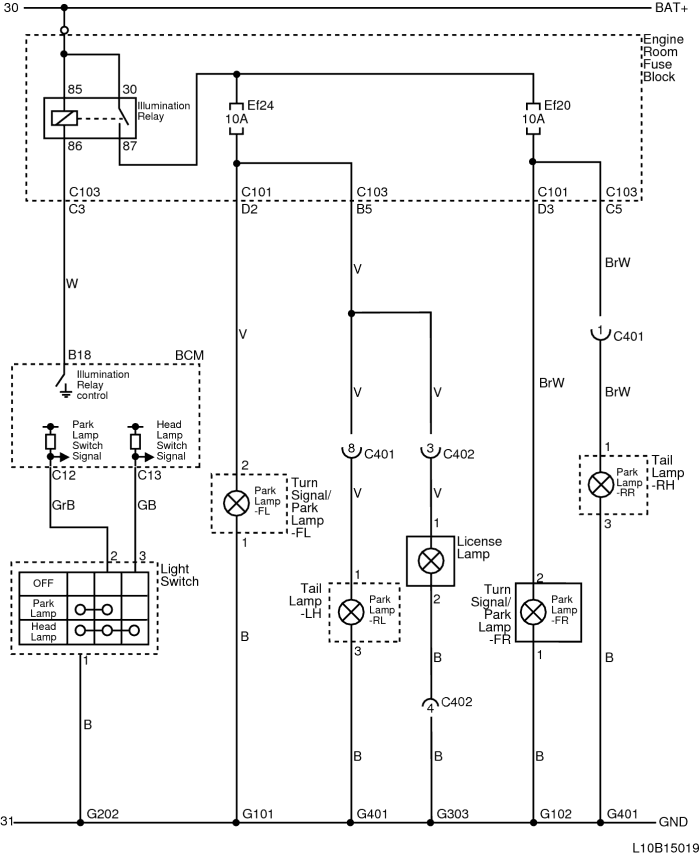 30
BAT+
Engine
Room
Fuse
Block
85
30
Illumination
Relay
86
87
Ef24
10A
Ef20
10A
C103
C101
C103
C101
C103
C3
D2
B5
D3
C5
W
V
V
BrW
1
C401
B18
BCM
Illumination
Relay
control
Park
Lamp
Switch
Signal
Head
Lamp
Switch
Signal
V
V
BrW
BrW
8
C401
3
C402
C12
C13
GrB
GB
2
Park
Lamp
-FL
Turn
Signal/
Park
Lamp
-FL
1
V
V
1
Park
Lamp
-RR
Tail
Lamp
-RH
3
1
License
Lamp
2
2
3
Light
Switch
OFF
Park
Lamp
Head
Lamp
1
Tail
Lamp
-LH
1
Park
Lamp
-RL
3
Turn
Signal/
Park
Lamp
-FR
2
Park
Lamp
-FR
1
B
B
B
4
C402
B
B
B
B
31
G202
G101
G401
G303
G102
G401
GND
L10B15019